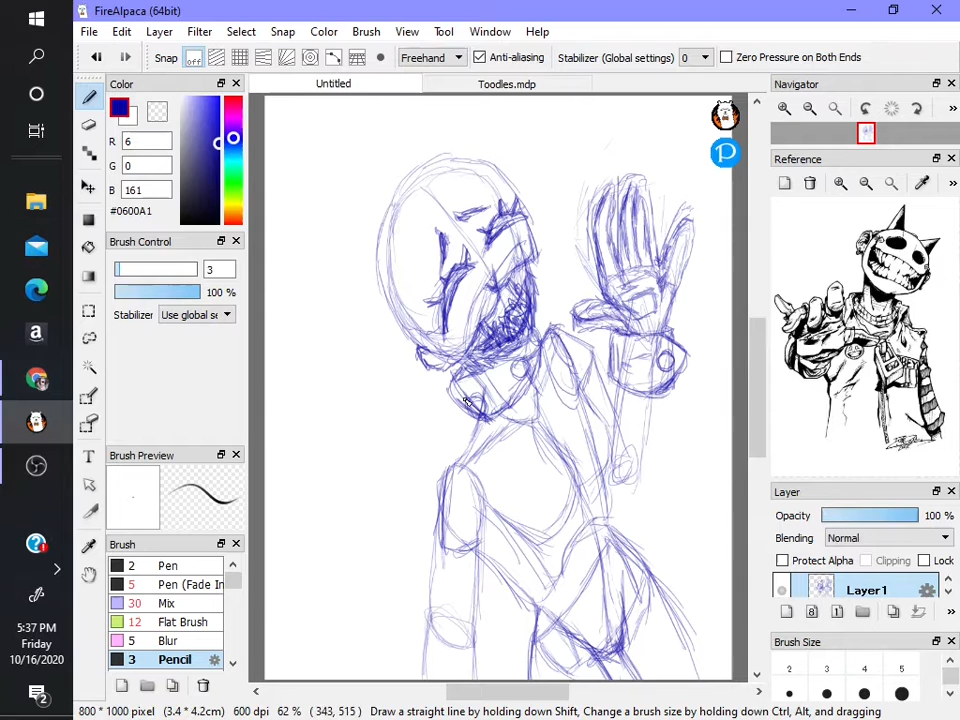 FireAlpaca (64bit)
File Edit Layer Filter Select Snap Color Brush View Tool Window Help
Snap off Freehand Anti-aliasing Stabilizer (Global settings) 0 Zero Pressure on Both Ends
Color
R 6
G 0
B 161
#0600A1
Brush Control
3
100 %
Stabilizer Use global se
Brush Preview
Brush
2 Pen
5 Pen (Fade In
30 Mix
12 Flat Brush
5 Blur
3 Pencil
Untitled Toodles.mdp
P
Navigator
Reference
Layer
Opacity 100 %
Blending Normal
Protect Alpha Clipping Lock
Layer1
8 1
Brush Size
2 3 4 5
5:37 PM
Friday
10/16/2020
2
800 * 1000 pixel (3.4 * 4.2cm) 600 dpi 62 % ( 343, 515 ) Draw a straight line by holding down Shift, Change a brush size by holding down Ctrl, Alt, and dragging